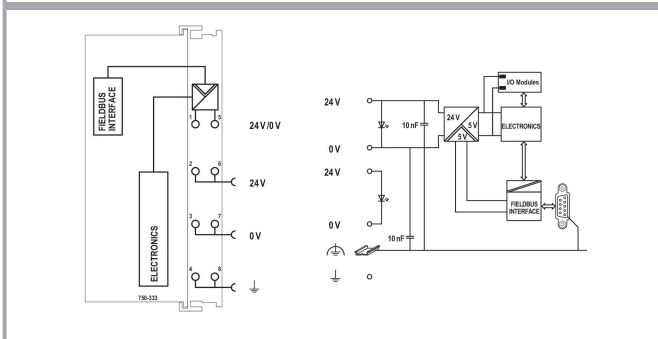 FIELDBUS
INTERFACE
ELECTRONICS
750-333
1 5
24 V /0 V
2 6
24 V
3 7
0 V
4 8
24 V
0 V
24 V
0 V
10 nF
10 nF
24 V
5 V
5 V
I/O Modules
ELECTRONICS
FIELDBUS
INTERFACE